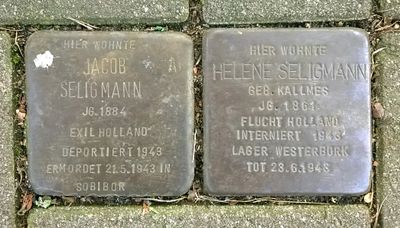 HIER WOHNTE
JACOB
SELIGMANN
JG. 1884
EXIL HOLLAND
DEPORTIERT 1943
ERMORDET 21.5.1943 IN
SOBIBOR
HIER WOHNTE
HELENE SELIGMANN
GEB. KALLMES
JG. 1861
FLUCHT HOLLAND
INTERNIERT 1943
LAGER WESTERBORK
TOT 23.6.1943